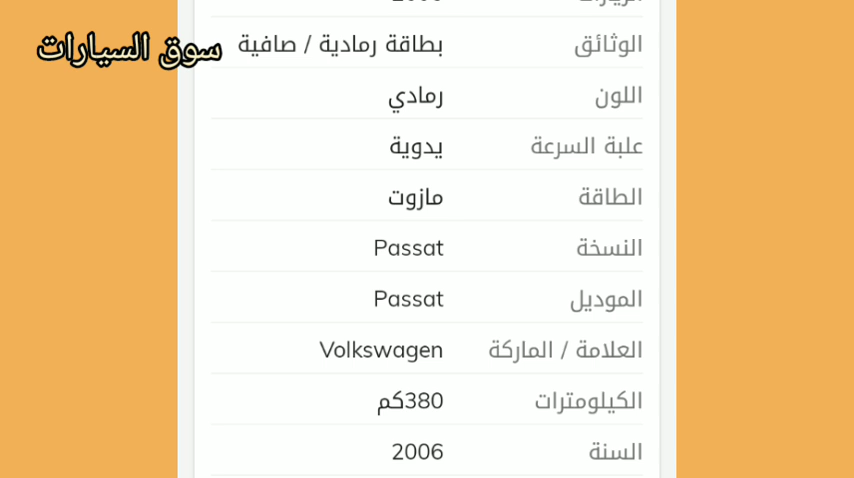 سوق السيارات
الوثائق بطاقة رمادية / صافية
اللون رمادي
علبة السرعة يدوية
الطاقة مازوت
النسخة Passat
الموديل Passat
العلامة / الماركة Volkswagen
الكيلومترات 380كم
السنة 2006